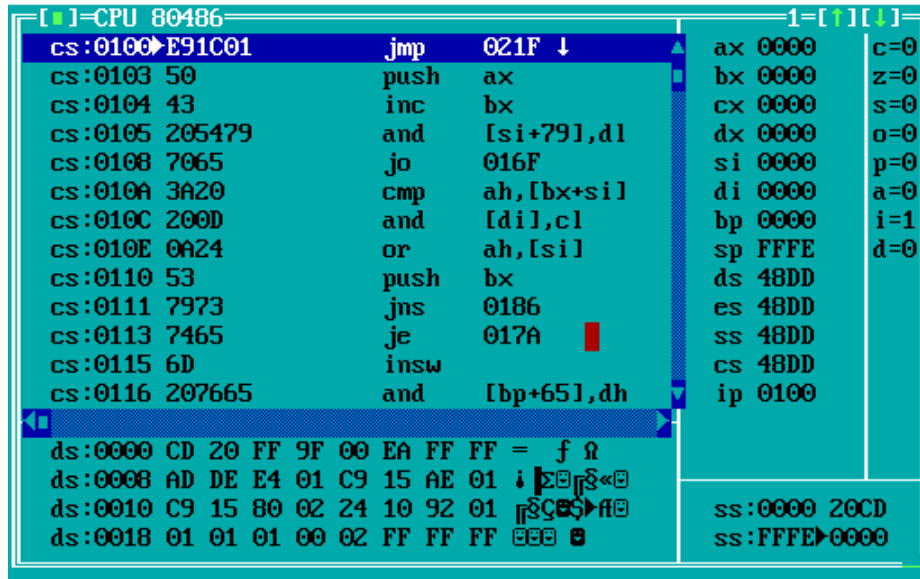 [■]=CPU 80486 1=[↑][↓]=
cs:0100►E91C01 jmp 021F ↓ ax 0000 c=0
cs:0103 50 push ax bx 0000 z=0
cs:0104 43 inc bx cx 0000 s=0
cs:0105 205479 and [si+79],dl dx 0000 o=0
cs:0108 7065 jo 016F si 0000 p=0
cs:010A 3A20 cmp ah,[bx+si] di 0000 a=0
cs:010C 200D and [di],cl bp 0000 i=1
cs:010E 0A24 or ah,[si] sp FFFE d=0
cs:0110 53 push bx ds 48DD
cs:0111 7973 jns 0186 es 48DD
cs:0113 7465 je 017A ss 48DD
cs:0115 6D insw cs 48DD
cs:0116 207665 and [bp+65],dh ip 0100
ds:0000 CD 20 FF 9F 00 EA FF FF = ƒ Ω
ds:0008 AD DE E4 01 C9 15 AE 01 ¡▐Σ☺╔§«☺
ds:0010 C9 15 80 02 24 10 92 01 ╔§Ç☻$►Æ☺ ss:0000 20CD
ds:0018 01 01 01 00 02 FF FF FF ☺☺☺ ☻ ss:FFFE►0000